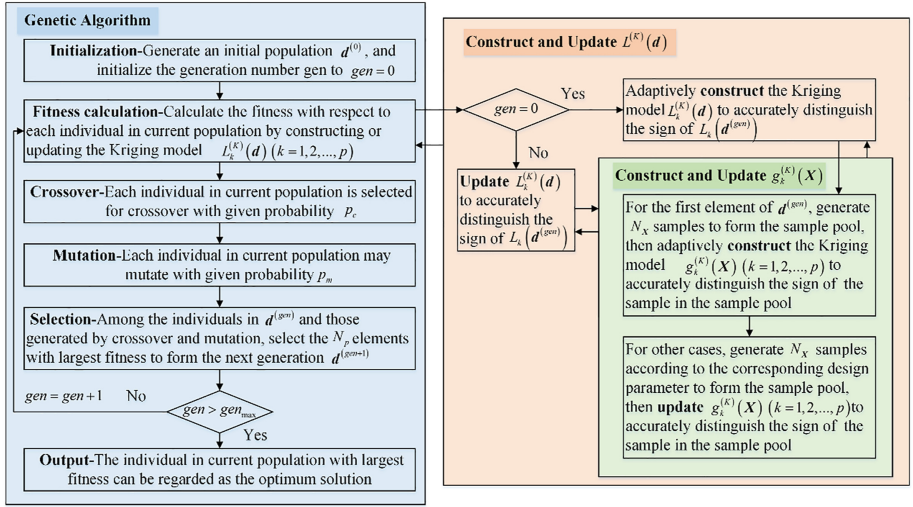 Genetic Algorithm
Initialization-Generate an initial population d^(0), and
initialize the generation number gen to gen = 0
Fitness calculation-Calculate the fitness with respect to
each individual in current population by constructing or
updating the Kriging model L_k^(K)(d)(k=1,2,...,p)
Crossover-Each individual in current population is selected
for crossover with given probability p_c
Mutation-Each individual in current population may
mutate with given probability p_m
Selection-Among the individuals in d^(gen) and those
generated by crossover and mutation, select the N_p elements
with largest fitness to form the next generation d^(gen+1)
gen = gen+1
No
gen > gen_max
Yes
Output-The individual in current population with largest
fitness can be regarded as the optimum solution
Construct and Update L^(K)(d)
gen = 0
Yes
No
Adaptively construct the Kriging
model L_k^(K)(d) to accurately distinguish
the sign of L_k(d^(gen))
Update L_k^(K)(d)
to accurately
distinguish the
sign of L_k(d^(gen))
Construct and Update g_k^(K)(X)
For the first element of d^(gen), generate
N_X samples to form the sample pool,
then adaptively construct the Kriging
model g_k^(K)(X)(k=1,2,...,p) to
accurately distinguish the sign of the
sample in the sample pool
For other cases, generate N_X samples
according to the corresponding design
parameter to form the sample pool,
then update g_k^(K)(X)(k=1,2,...,p)to
accurately distinguish the sign of the
sample in the sample pool